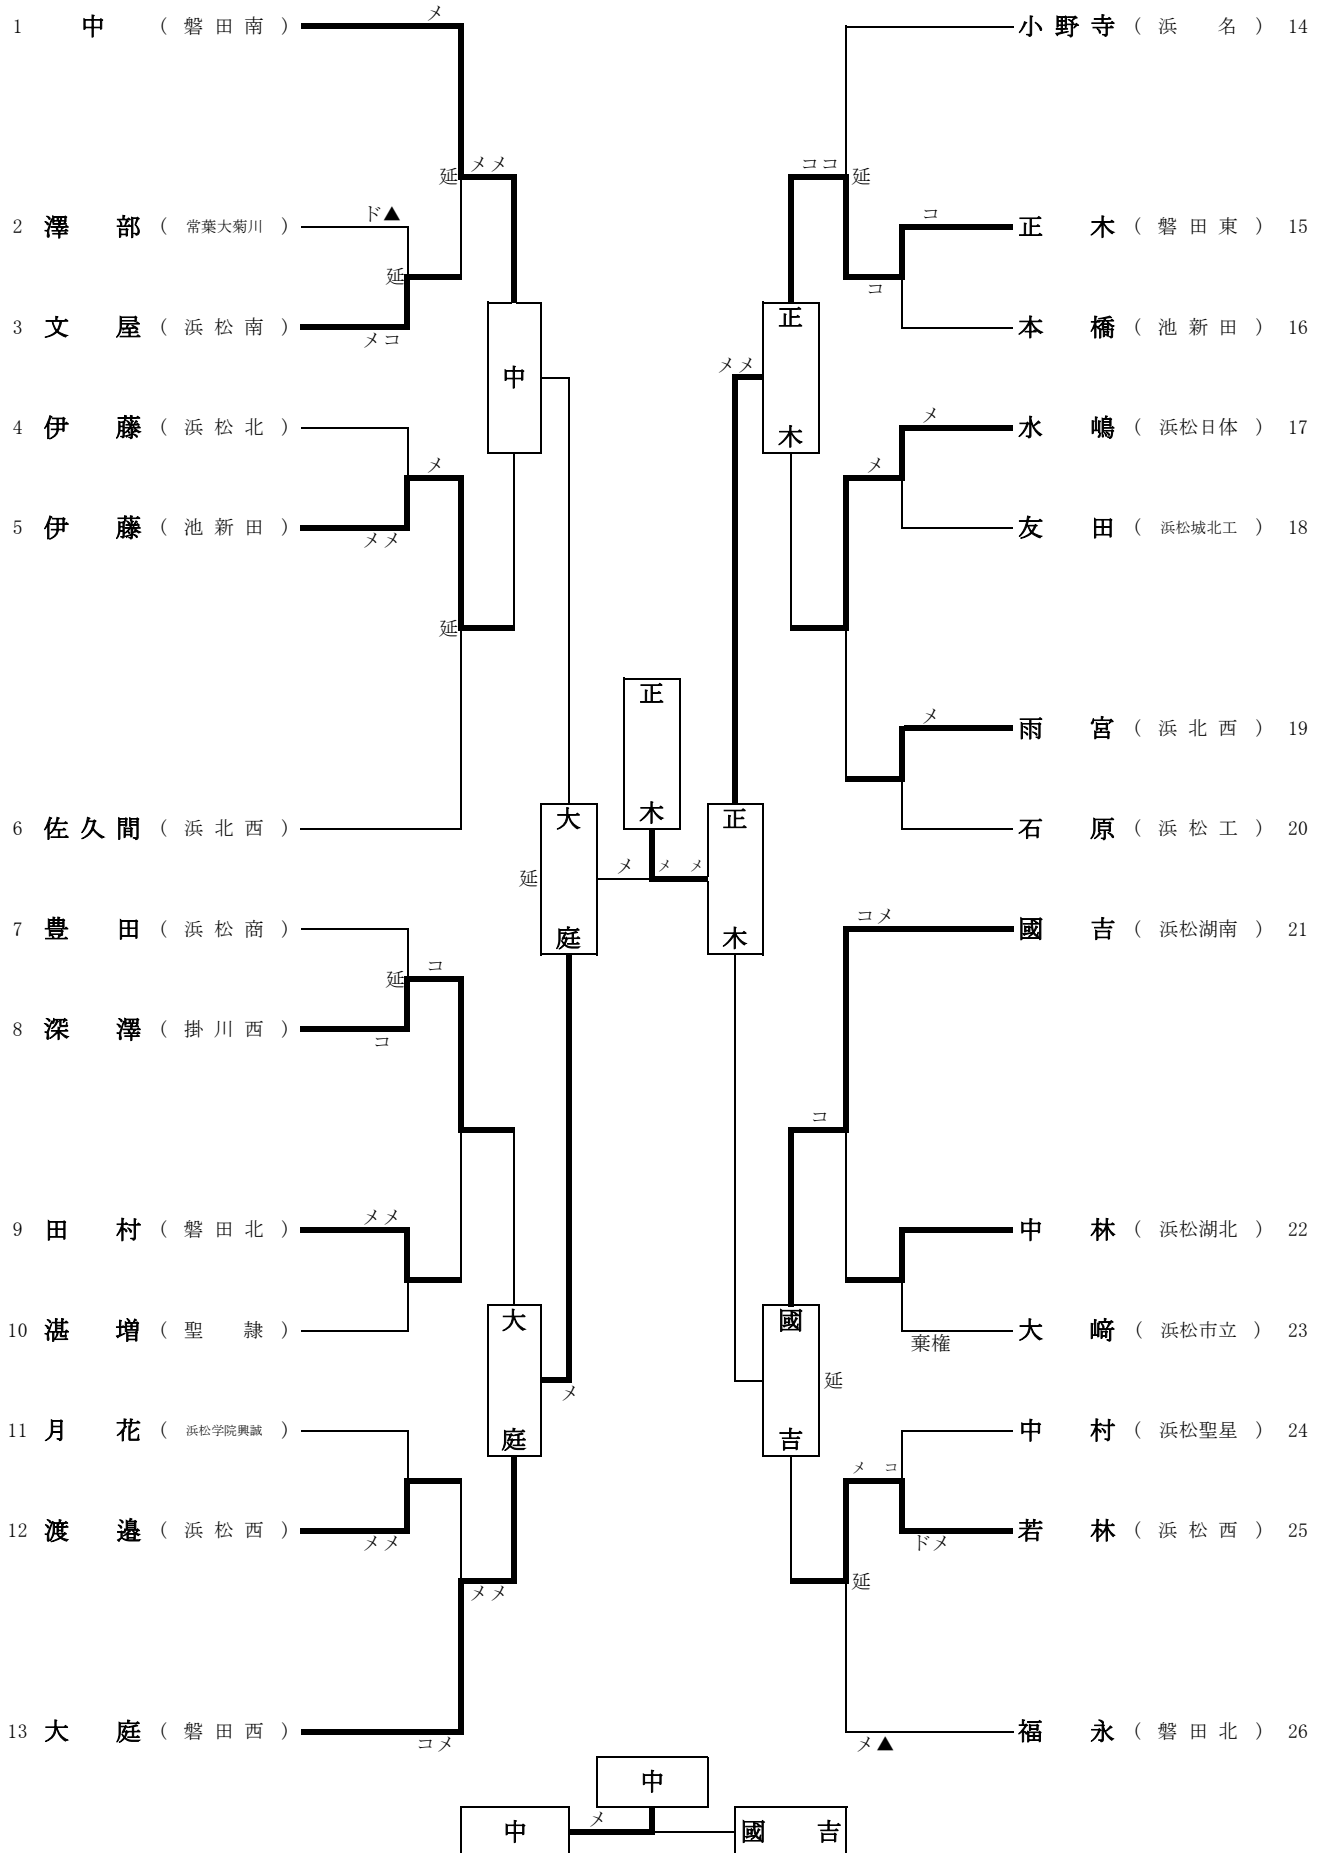 メ
1 中 （磐田南） 小野寺（浜 名） 14
延 メメ ココ 延
ド▲ コ
2 澤部（常葉大菊川） 正木（磐田東） 15
延 コ
3 文屋（浜松南） 正 本橋（池新田） 16
メコ
メメ
中
メ
4 伊藤（浜松北） 木 水嶋（浜松日体） 17
メ メ
5 伊藤（池新田） 友田（浜松城北工） 18
メメ
延
正
メ
雨宮（浜北西） 19
木 大 正
6 佐久間（浜北西） 石原（浜松工） 20
延 メ メ メ
コメ
7 豊田（浜松商） 庭 木 國吉（浜松湖南） 21
延 コ
8 深澤（掛川西）
コ
コ
メメ
9 田村（磐田北） 中林（浜松湖北） 22
10 湛増（聖 隷） 大 國 大﨑（浜松市立） 23
棄権
メ 延
11 月花（浜松学院興誠） 庭 吉 中村（浜松聖星） 24
メ コ
12 渡邉（浜松西） 若林（浜松西） 25
メメ ドメ
メメ 延
13 大庭（磐田西） 福永（磐田北） 26
コメ メ▲
中
メ
中 國吉